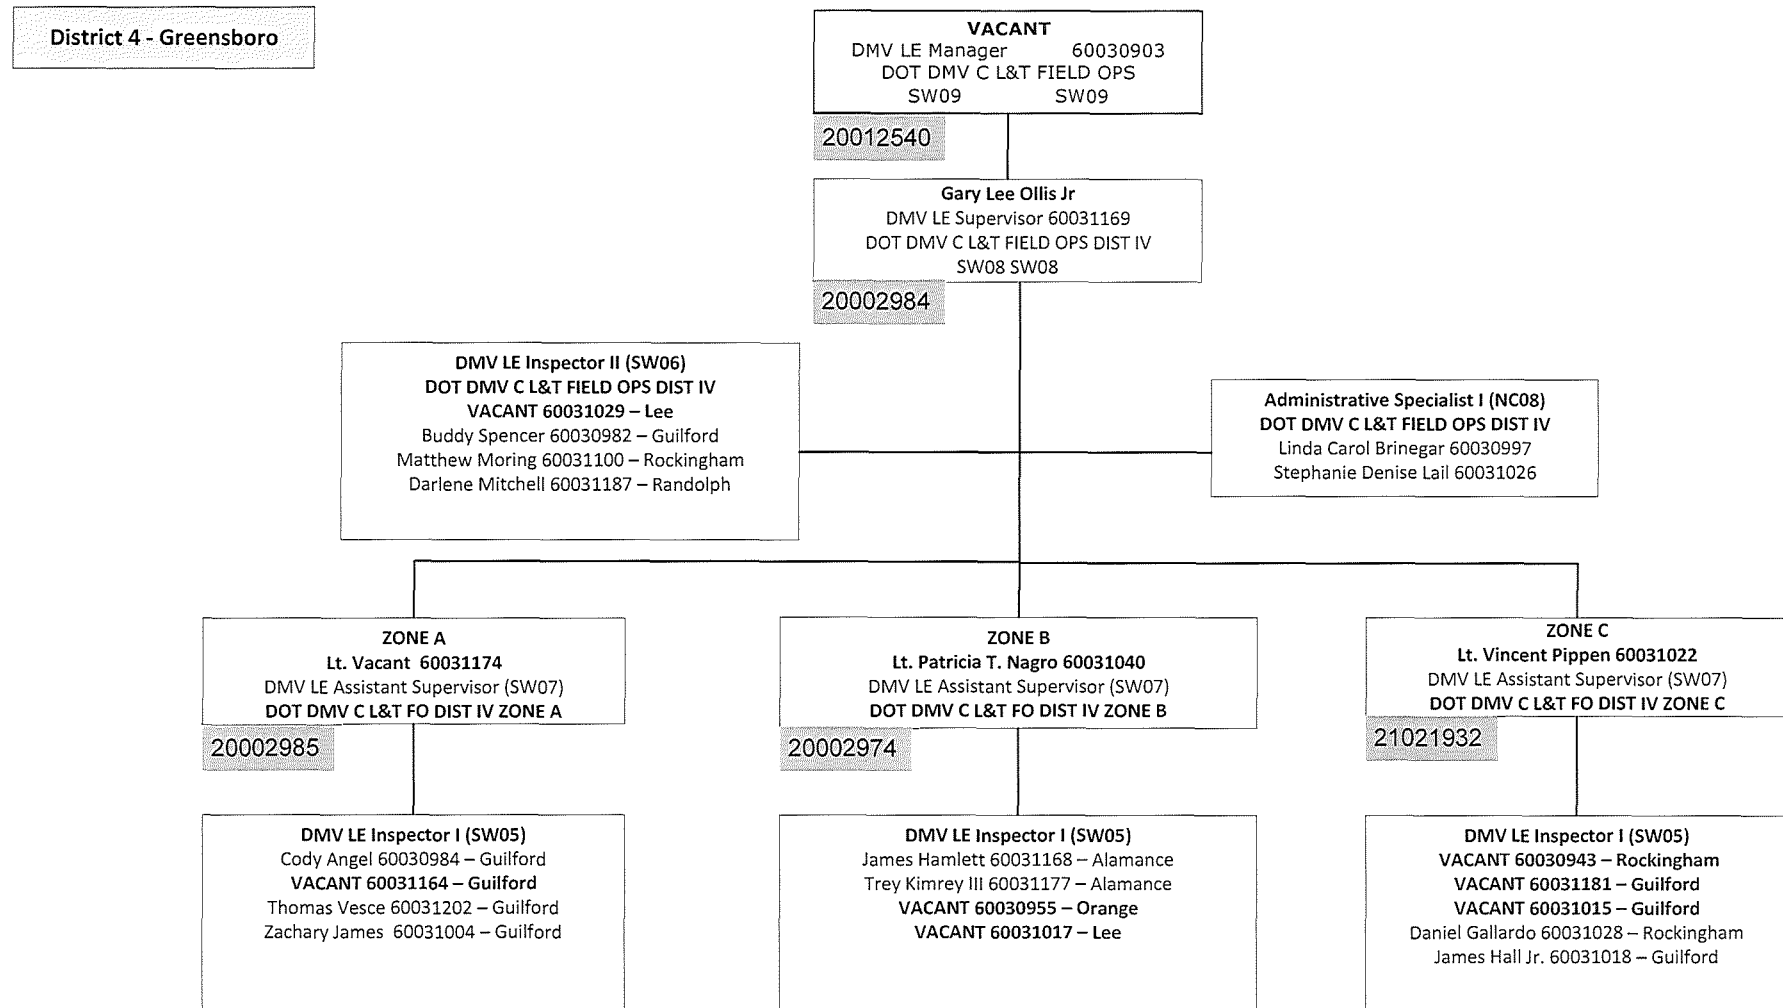 District 4 - Greensboro
VACANT
DMV LE Manager 60030903
DOT DMV C L&T FIELD OPS
SW09 SW09
20012540
Gary Lee Ollis Jr
DMV LE Supervisor 60031169
DOT DMV C L&T FIELD OPS DIST IV
SW08 SW08
20002984
DMV LE Inspector II (SW06)
DOT DMV C L&T FIELD OPS DIST IV
VACANT 60031029 – Lee
Buddy Spencer 60030982 – Guilford
Matthew Moring 60031100 – Rockingham
Darlene Mitchell 60031187 – Randolph
Administrative Specialist I (NC08)
DOT DMV C L&T FIELD OPS DIST IV
Linda Carol Brinegar 60030997
Stephanie Denise Lail 60031026
ZONE A
Lt. Vacant 60031174
DMV LE Assistant Supervisor (SW07)
DOT DMV C L&T FO DIST IV ZONE A
20002985
DMV LE Inspector I (SW05)
Cody Angel 60030984 – Guilford
VACANT 60031164 – Guilford
Thomas Vesce 60031202 – Guilford
Zachary James 60031004 – Guilford
ZONE B
Lt. Patricia T. Nagro 60031040
DMV LE Assistant Supervisor (SW07)
DOT DMV C L&T FO DIST IV ZONE B
20002974
DMV LE Inspector I (SW05)
James Hamlett 60031168 – Alamance
Trey Kimrey III 60031177 – Alamance
VACANT 60030955 – Orange
VACANT 60031017 – Lee
ZONE C
Lt. Vincent Pippen 60031022
DMV LE Assistant Supervisor (SW07)
DOT DMV C L&T FO DIST IV ZONE C
21021932
DMV LE Inspector I (SW05)
VACANT 60030943 – Rockingham
VACANT 60031181 – Guilford
VACANT 60031015 – Guilford
Daniel Gallardo 60031028 – Rockingham
James Hall Jr. 60031018 – Guilford